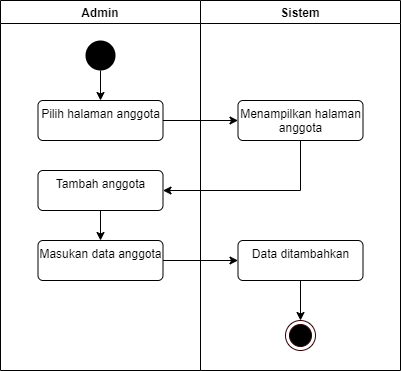 Admin
Sistem
Pilih halaman anggota
Menampilkan halaman
anggota
Tambah anggota
Masukan data anggota
Data ditambahkan